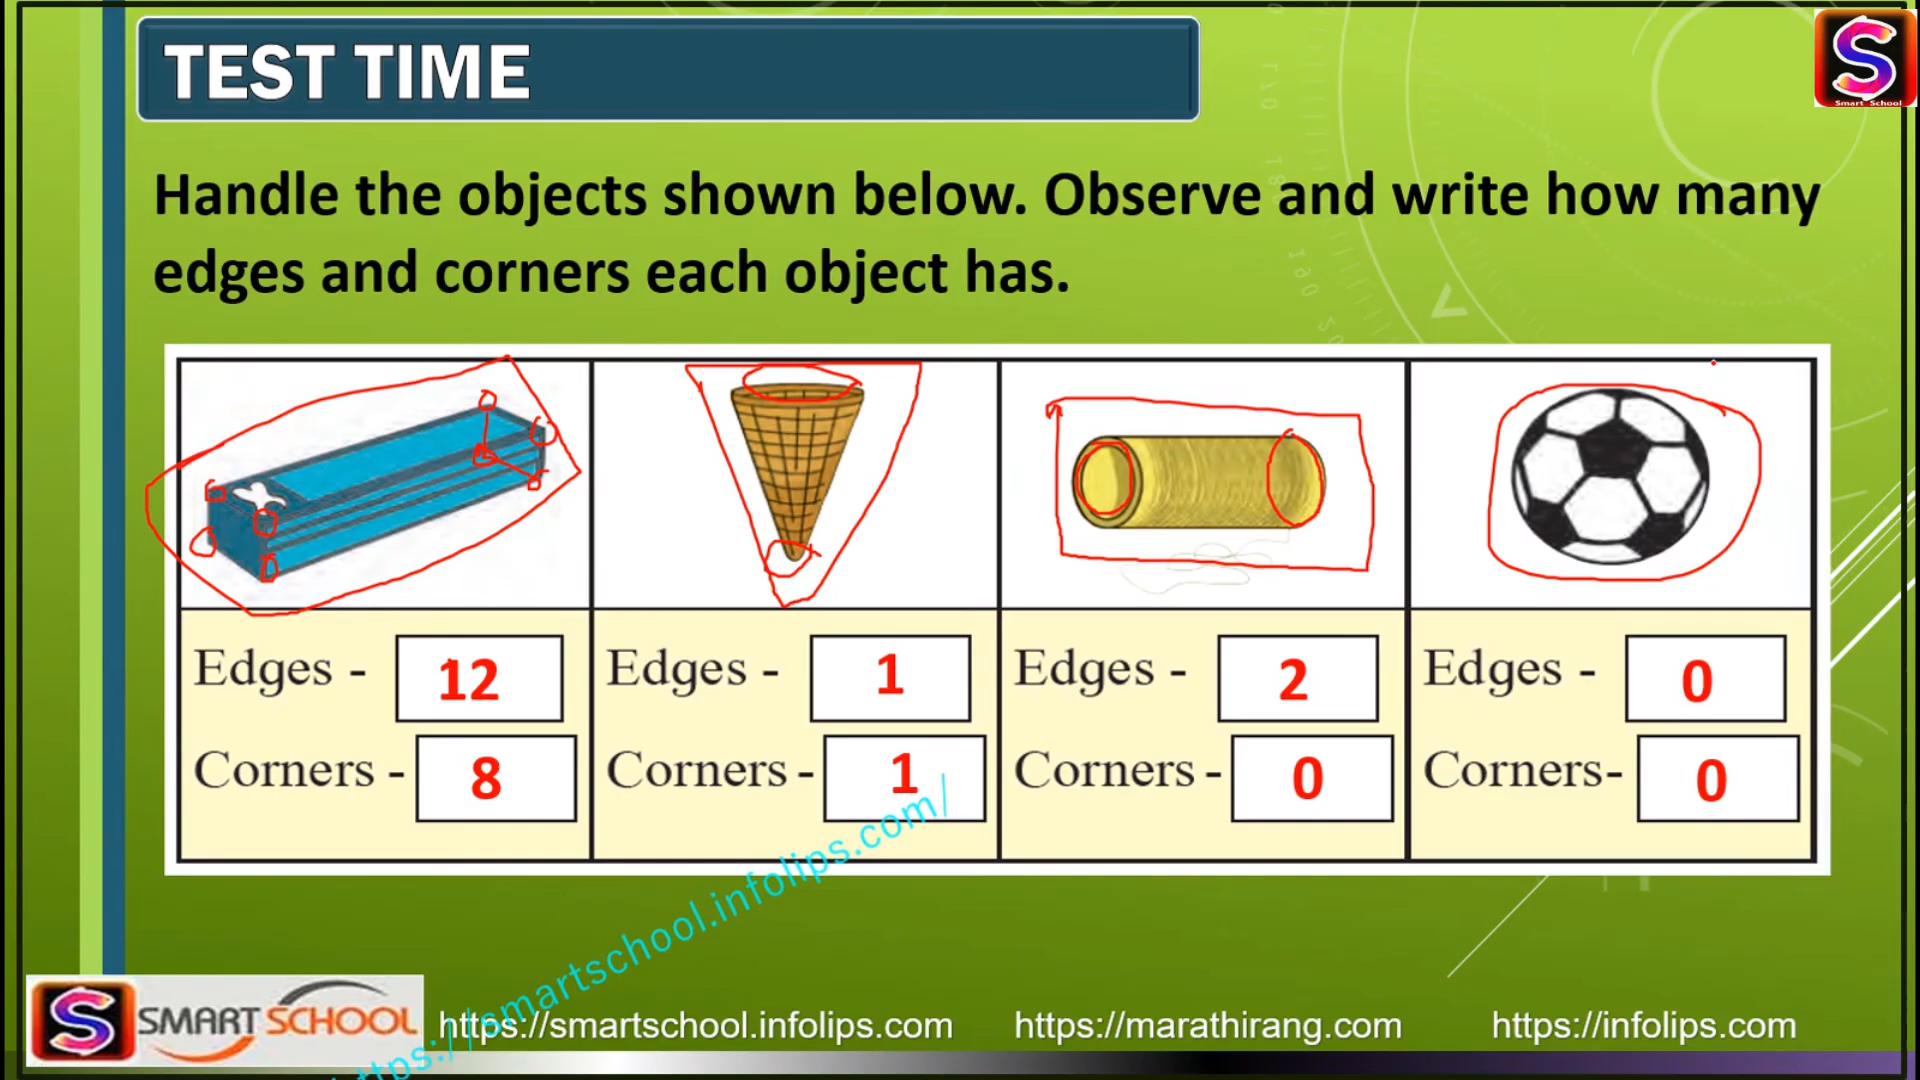 TEST TIME
S
Smart School
Handle the objects shown below. Observe and write how many
edges and corners each object has.
Edges - 12
Corners - 8
Edges - 1
Corners - 1
Edges - 2
Corners - 0
Edges - 0
Corners- 0
https://smartschool.infolips.com/
S
SMART SCHOOL
https://smartschool.infolips.com
https://marathirang.com
https://infolips.com